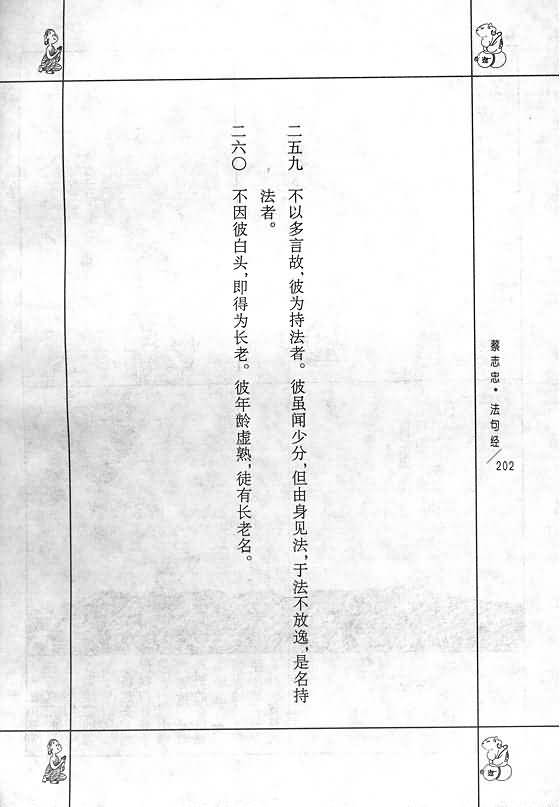 二五九　不以多言故，彼为持法者。彼虽闻少分，但由身见法，于法不放逸，是名持
法者。
二六〇　不因彼白头，即得为长老。彼年龄虚熟，徒有长老名。
蔡志忠·法句经/202